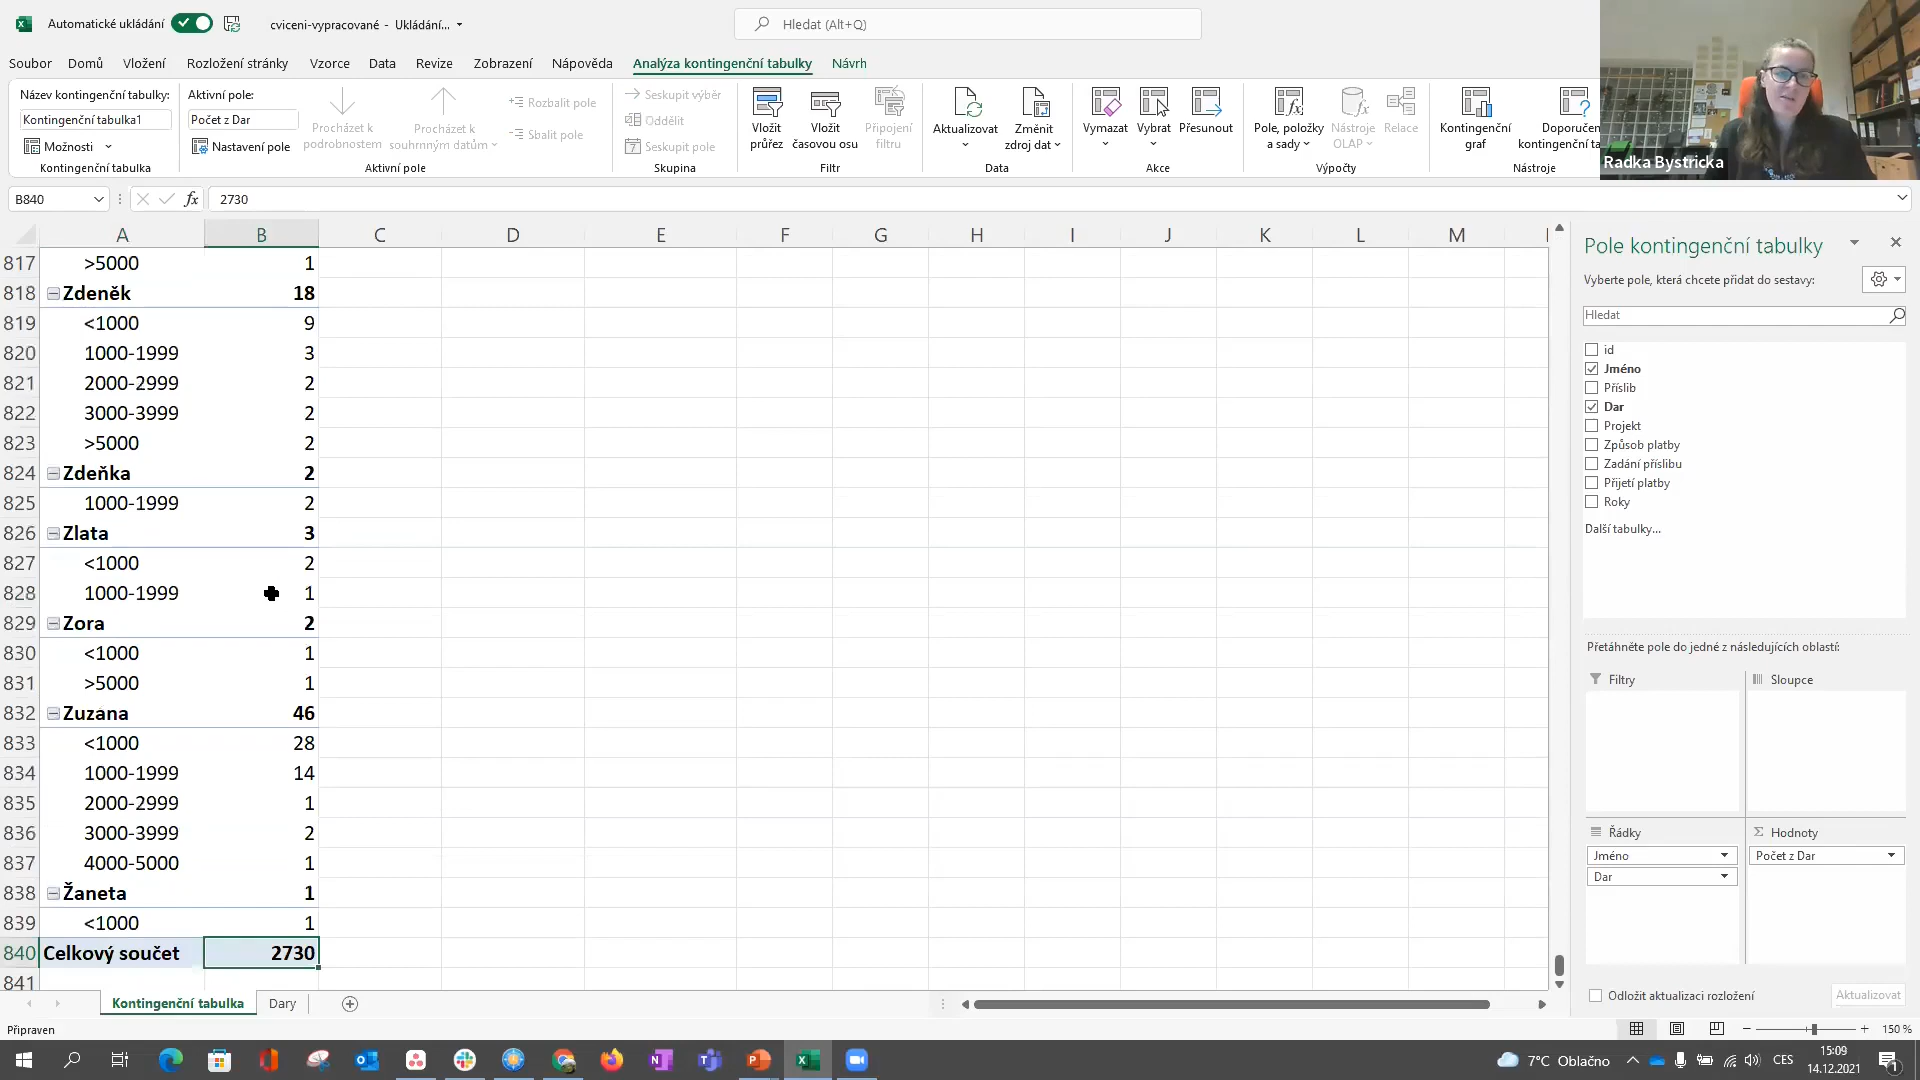 Automatické ukládání
cviceni-vypracované - Ukládání...
Hledat (Alt+Q)
Soubor Domů Vložení Rozložení stránky Vzorce Data Revize Zobrazení Nápověda Analýza kontingenční tabulky Návrh
Název kontingenční tabulky:
Kontingenční tabulka1
Možnosti
Kontingenční tabulka
Aktivní pole:
Počet z Dar
Nastavení pole
Procházet k podrobnostem
Procházet k souhrnným datům
Rozbalit pole
Sbalit pole
Aktivní pole
Seskupit výběr
Oddělit
Seskupit pole
Skupina
Vložit průřez
Vložit časovou osu
Připojení filtru
Filtr
Aktualizovat
Změnit zdroj dat
Data
Vymazat
Vybrat
Přesunout
Akce
Pole, položky a sady
Nástroje OLAP
Relace
Výpočty
Kontingenční graf
Doporučen
kontingenční ta
Nástroje
Radka Bystricka
B840
fx
2730
A B C D E F G H I J K L M
817 >5000 1
818 Zdeněk 18
819 <1000 9
820 1000-1999 3
821 2000-2999 2
822 3000-3999 2
823 >5000 2
824 Zdeňka 2
825 1000-1999 2
826 Zlata 3
827 <1000 2
828 1000-1999 1
829 Zora 2
830 <1000 1
831 >5000 1
832 Zuzana 46
833 <1000 28
834 1000-1999 14
835 2000-2999 1
836 3000-3999 2
837 4000-5000 1
838 Žaneta 1
839 <1000 1
840 Celkový součet 2730
841
Pole kontingenční tabulky
Vyberte pole, která chcete přidat do sestavy:
Hledat
id
Jméno
Příslib
Dar
Projekt
Způsob platby
Zadání příslibu
Přijetí platby
Roky
Další tabulky...
Přetáhněte pole do jedné z následujících oblastí:
Filtry
Sloupce
Řádky
Jméno
Dar
Hodnoty
Počet z Dar
Odložit aktualizaci rozložení
Aktualizovat
Kontingenční tabulka Dary
Připraven
150 %
7°C Oblačno
CES
15:09
14.12.2021
1